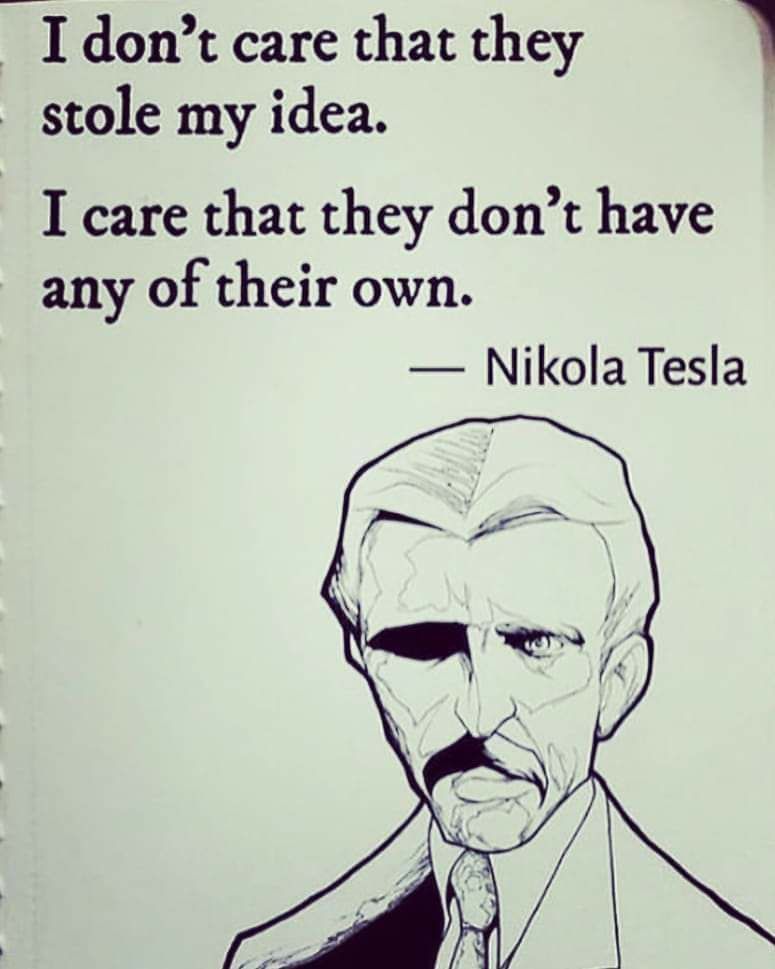 I don't care that they
stole my idea.
I care that they don't have
any of their own.
— Nikola Tesla